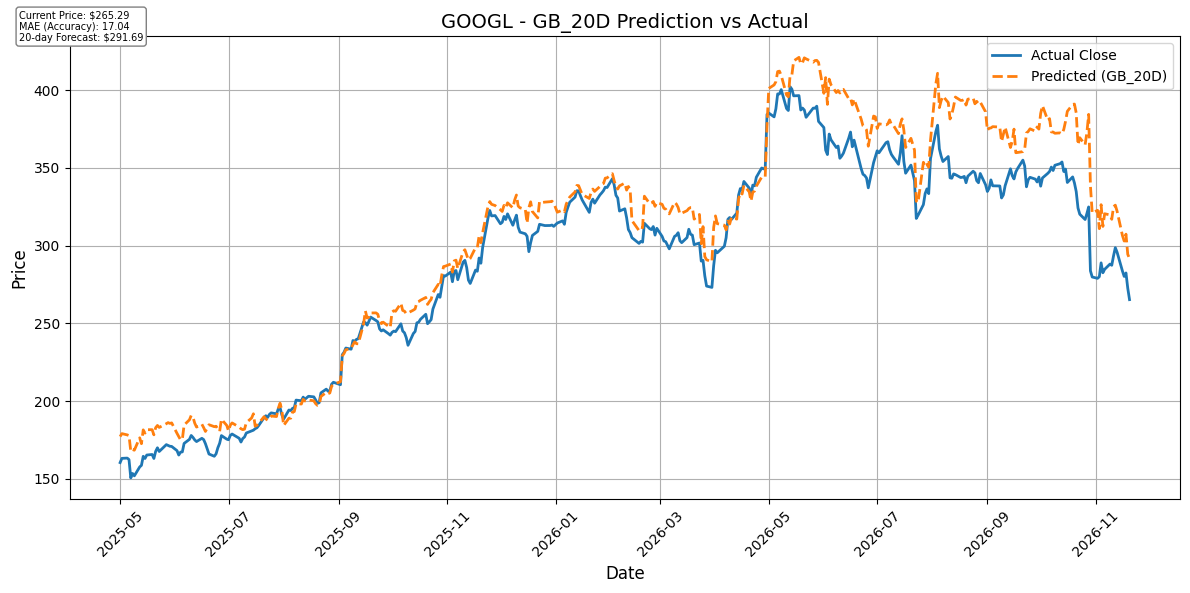 GOOGL - GB_20D Prediction vs Actual
Current Price: $265.29
MAE (Accuracy): 17.04
20-day Forecast: $291.69
Actual Close
Predicted (GB_20D)
Price
400
350
300
250
200
150
2025-05
2025-07
2025-09
2025-11
2026-01
2026-03
2026-05
2026-07
2026-09
2026-11
Date